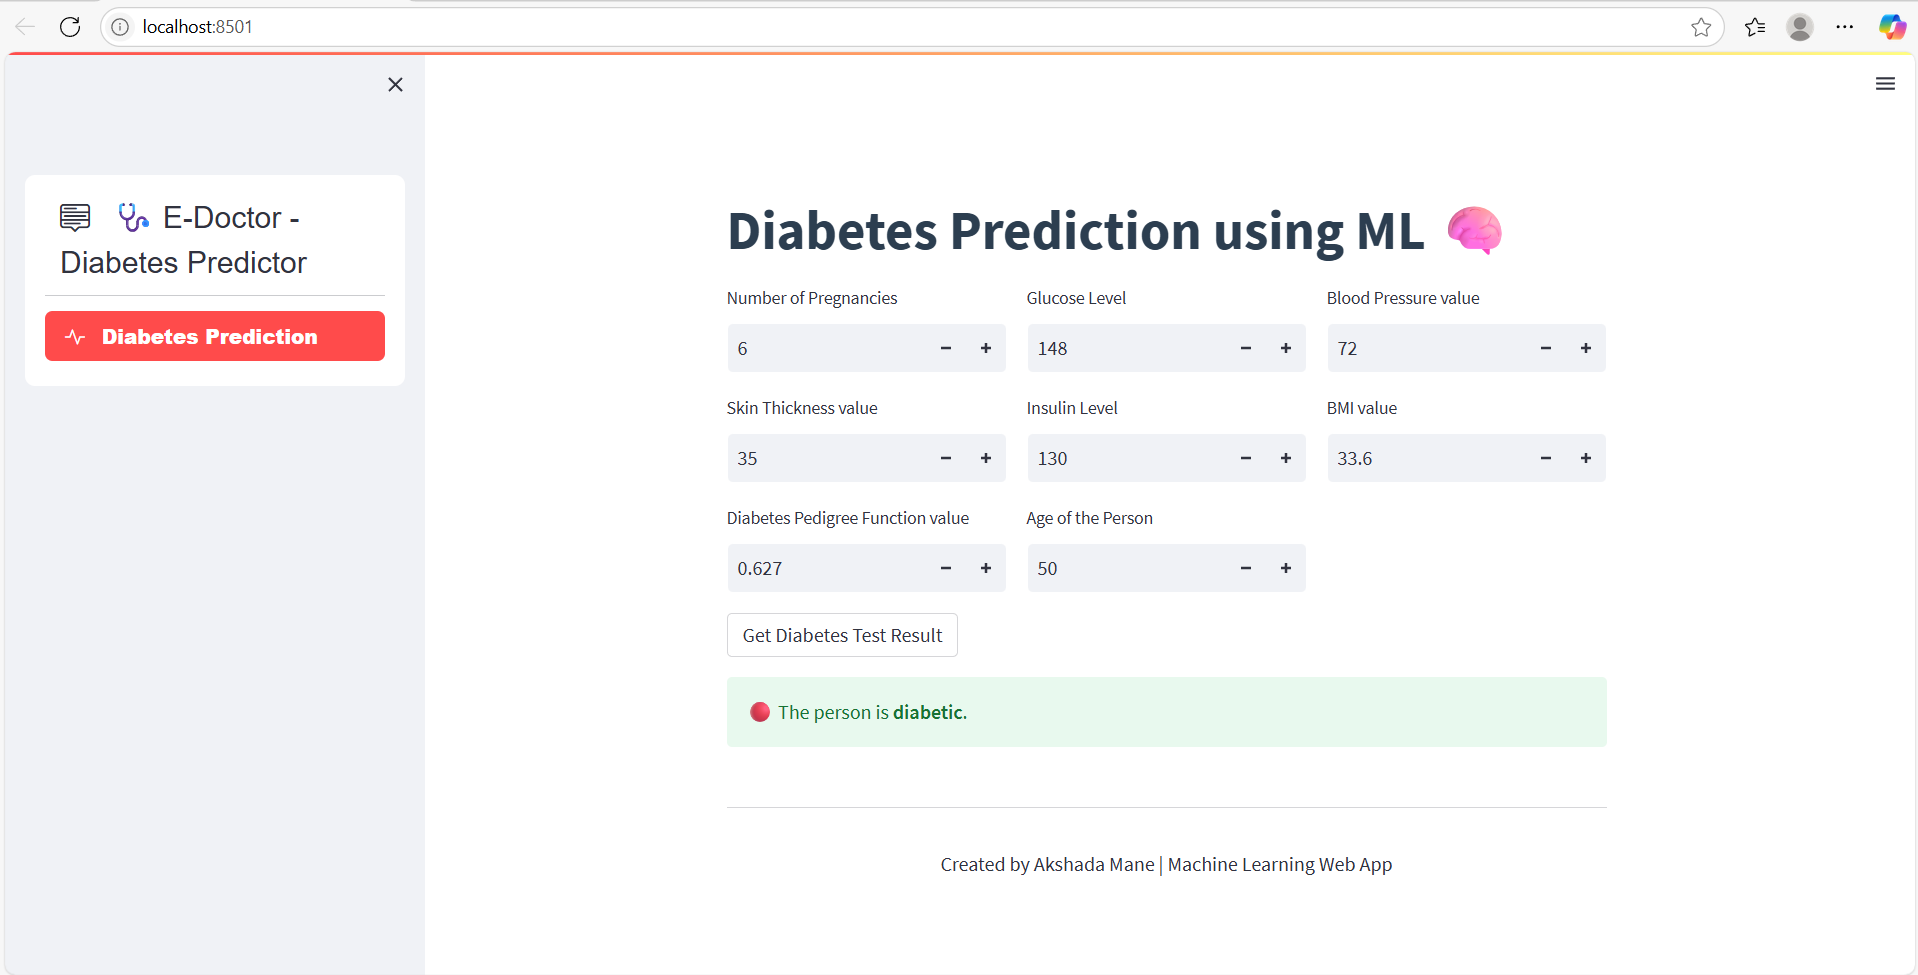 localhost:8501
E-Doctor -
Diabetes Predictor
Diabetes Prediction
Diabetes Prediction using ML
Number of Pregnancies
Glucose Level
Blood Pressure value
6
148
72
Skin Thickness value
Insulin Level
BMI value
35
130
33.6
Diabetes Pedigree Function value
Age of the Person
0.627
50
Get Diabetes Test Result
The person is diabetic.
Created by Akshada Mane | Machine Learning Web App